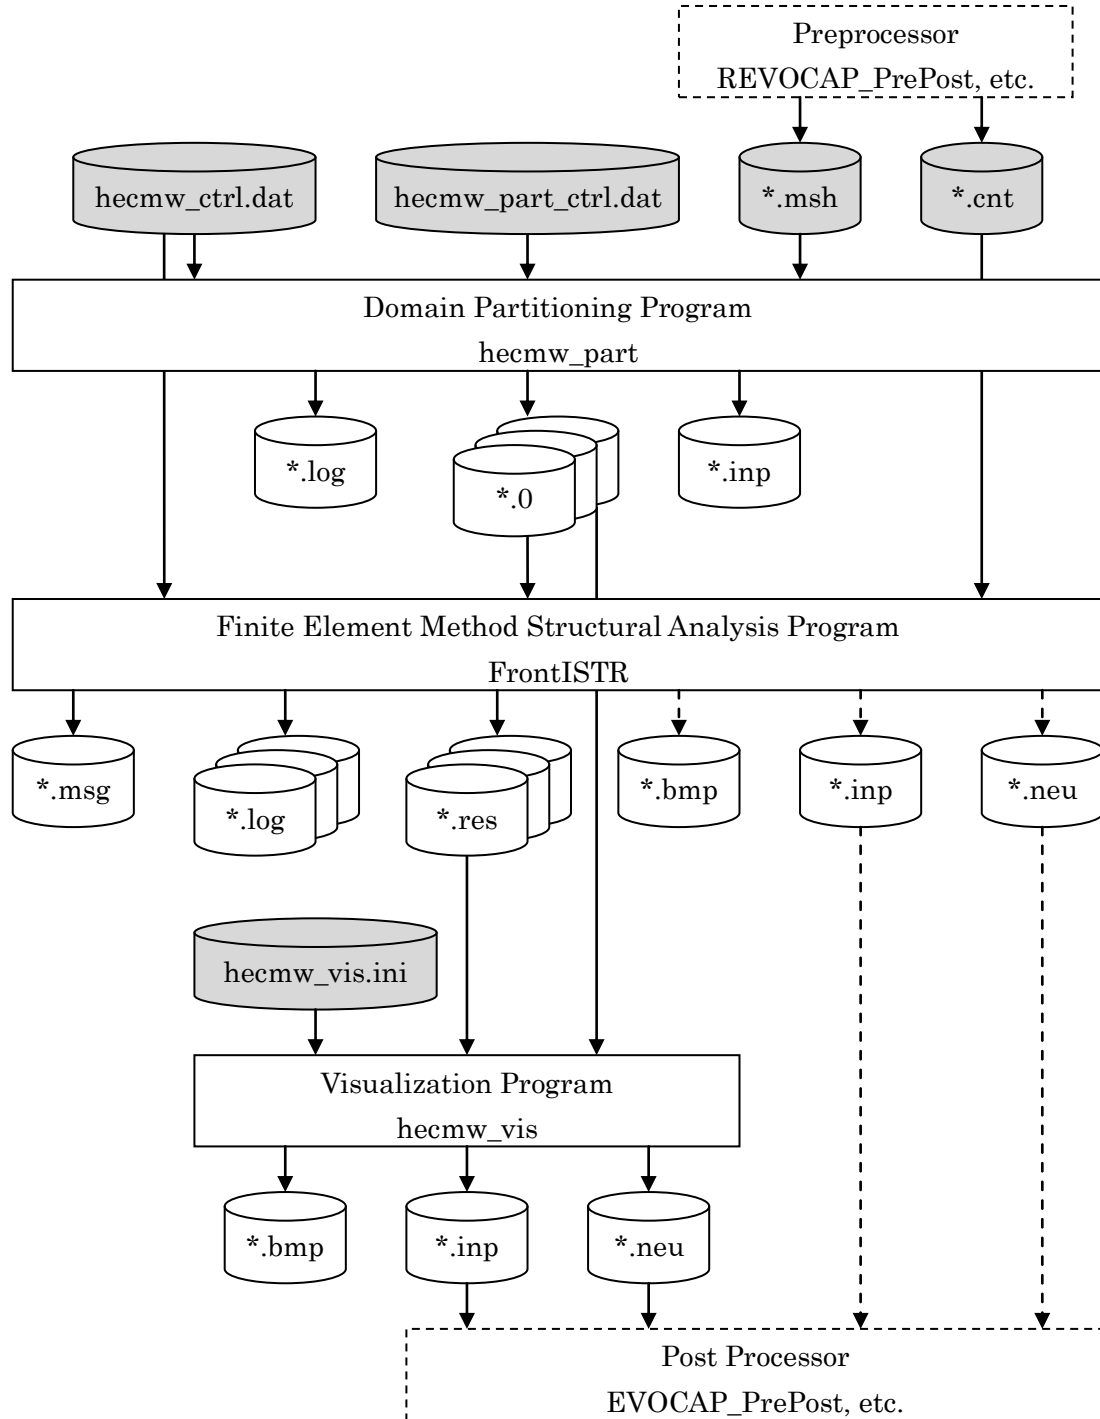 Preprocessor
REVOCAP_PrePost, etc.
hecmw_ctrl.dat
hecmw_part_ctrl.dat
*.msh
*.cnt
Domain Partitioning Program
hecmw_part
*.log
*.0
*.inp
Finite Element Method Structural Analysis Program
FrontISTR
*.msg
*.log
*.res
*.bmp
*.inp
*.neu
hecmw_vis.ini
Visualization Program
hecmw_vis
*.bmp
*.inp
*.neu
Post Processor
EVOCAP_PrePost, etc.